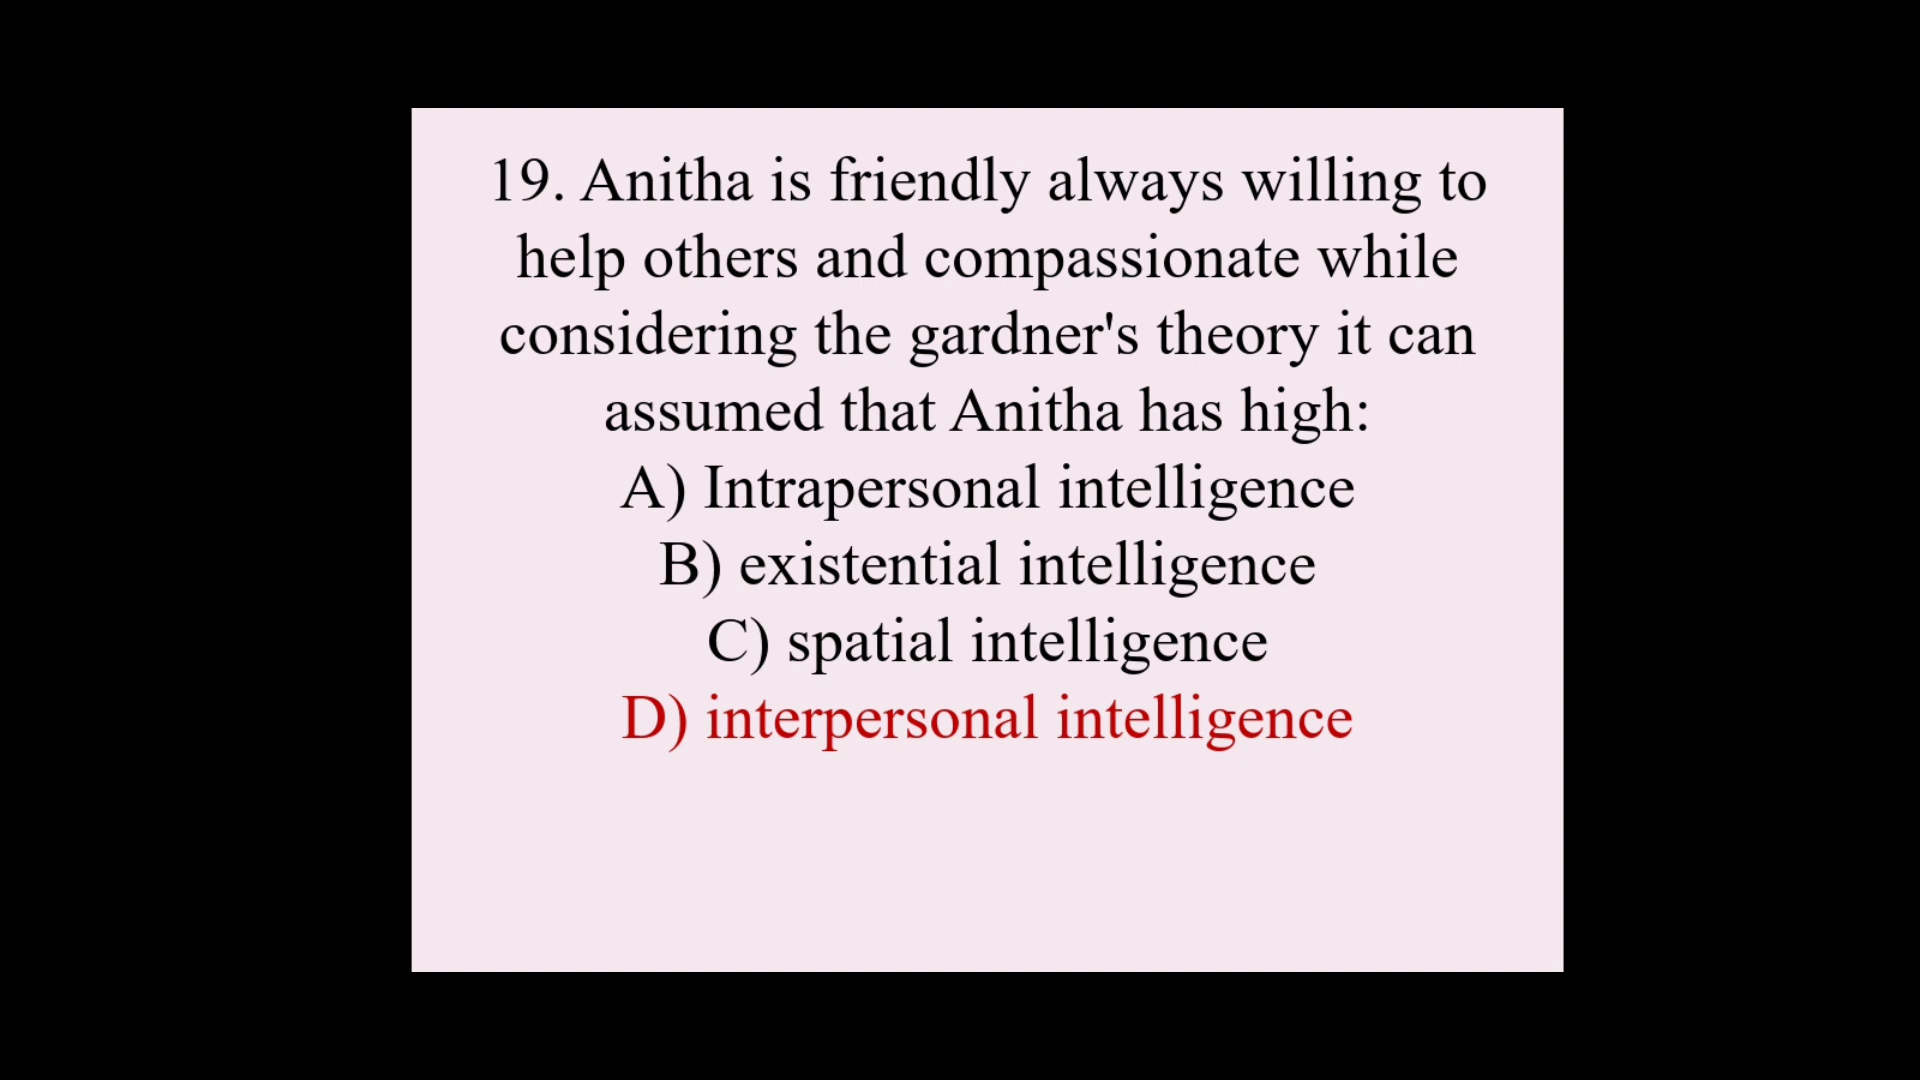 19. Anitha is friendly always willing to
help others and compassionate while
considering the gardner's theory it can
assumed that Anitha has high:
A) Intrapersonal intelligence
B) existential intelligence
C) spatial intelligence
D) interpersonal intelligence